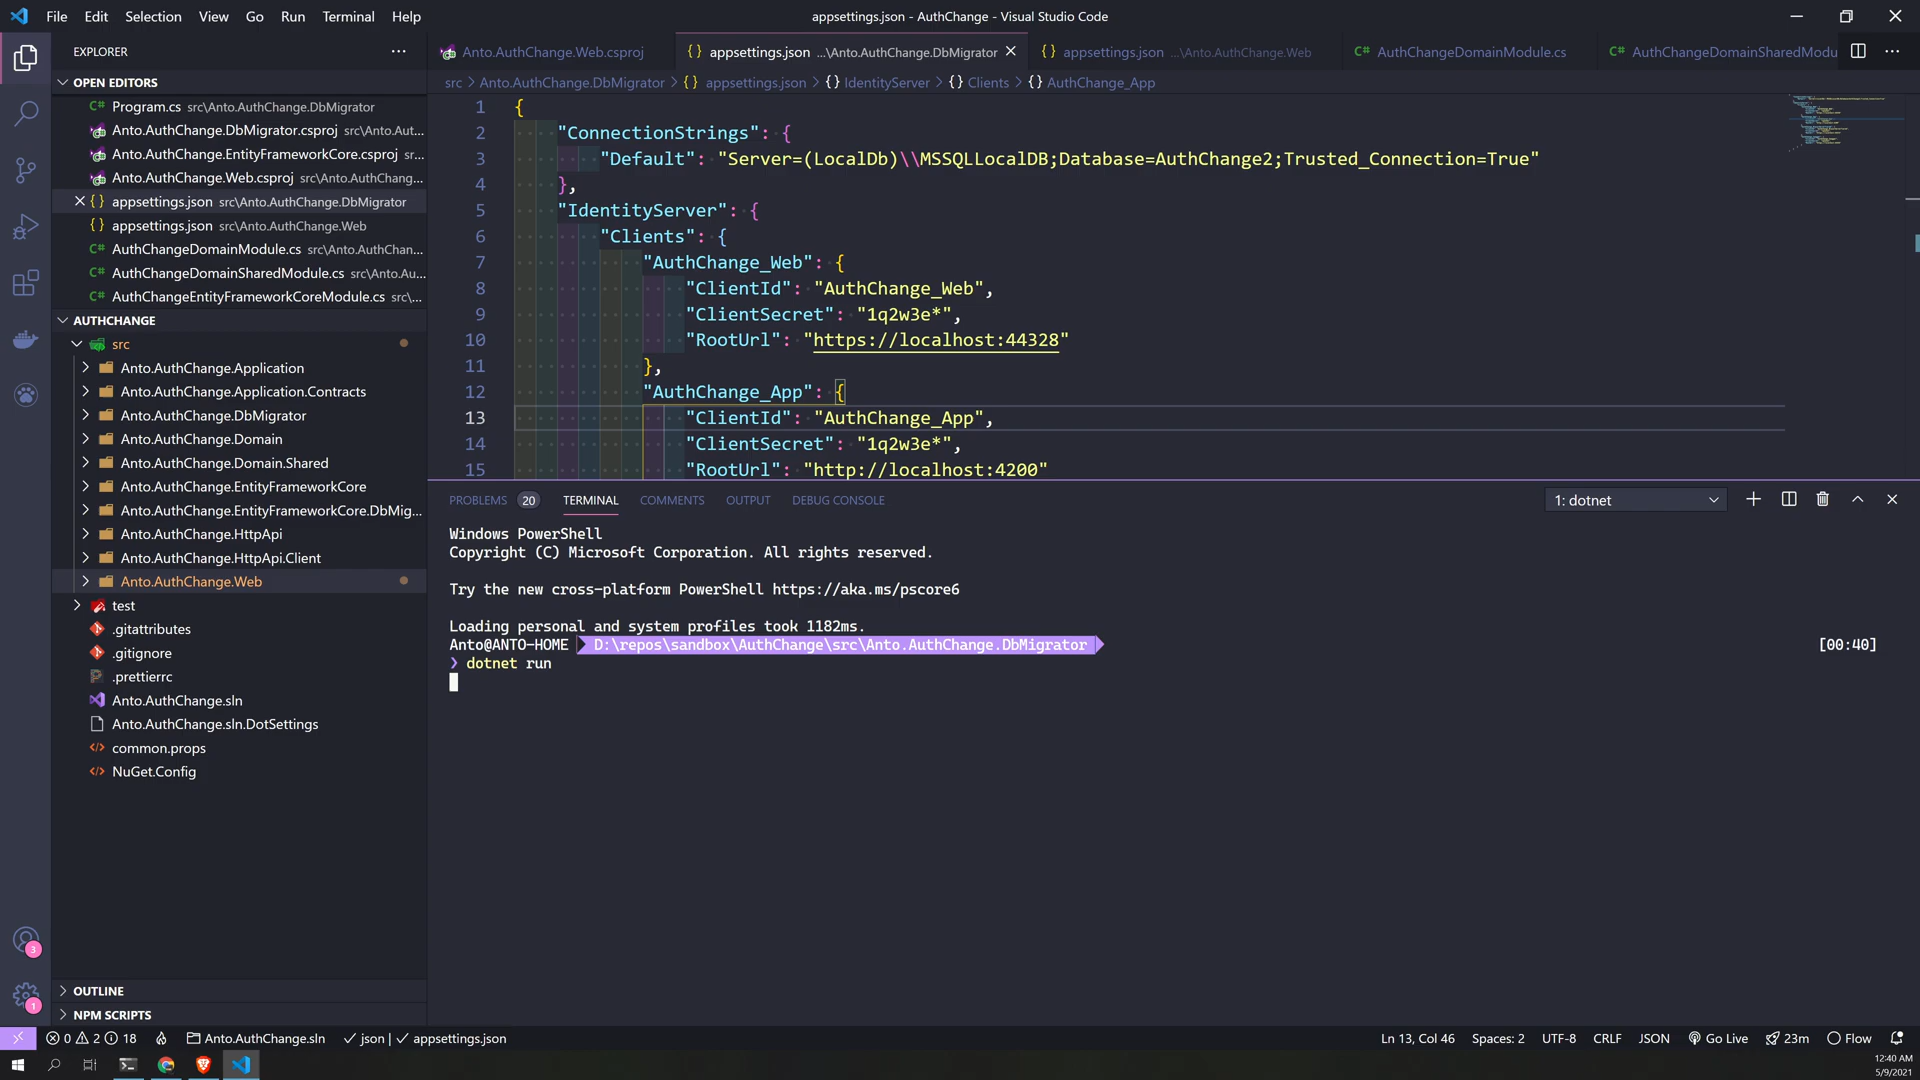 File Edit Selection View Go Run Terminal Help
appsettings.json - AuthChange - Visual Studio Code
EXPLORER
OPEN EDITORS
Program.cs src\Anto.AuthChange.DbMigrator
Anto.AuthChange.DbMigrator.csproj src\Anto.Aut...
Anto.AuthChange.EntityFrameworkCore.csproj sr...
Anto.AuthChange.Web.csproj src\Anto.AuthChang...
appsettings.json src\Anto.AuthChange.DbMigrator
appsettings.json src\Anto.AuthChange.Web
AuthChangeDomainModule.cs src\Anto.AuthChan...
AuthChangeDomainSharedModule.cs src\Anto.Au...
AuthChangeEntityFrameworkCoreModule.cs src\...
AUTHCHANGE
src
Anto.AuthChange.Application
Anto.AuthChange.Application.Contracts
Anto.AuthChange.DbMigrator
Anto.AuthChange.Domain
Anto.AuthChange.Domain.Shared
Anto.AuthChange.EntityFrameworkCore
Anto.AuthChange.EntityFrameworkCore.DbMig...
Anto.AuthChange.HttpApi
Anto.AuthChange.HttpApi.Client
Anto.AuthChange.Web
test
.gitattributes
.gitignore
.prettierrc
Anto.AuthChange.sln
Anto.AuthChange.sln.DotSettings
common.props
NuGet.Config
OUTLINE
NPM SCRIPTS
Anto.AuthChange.Web.csproj
appsettings.json ...\Anto.AuthChange.DbMigrator
appsettings.json ...\Anto.AuthChange.Web
AuthChangeDomainModule.cs
AuthChangeDomainSharedModu
src > Anto.AuthChange.DbMigrator > {} appsettings.json > {} IdentityServer > {} Clients > {} AuthChange_App
1 {
2 "ConnectionStrings": {
3 "Default": "Server=(LocalDb)\\MSSQLLocalDB;Database=AuthChange2;Trusted_Connection=True"
4 },
5 "IdentityServer": {
6 "Clients": {
7 "AuthChange_Web": {
8 "ClientId": "AuthChange_Web",
9 "ClientSecret": "1q2w3e*",
10 "RootUrl": "https://localhost:44328"
11 },
12 "AuthChange_App": {
13 "ClientId": "AuthChange_App",
14 "ClientSecret": "1q2w3e*",
15 "RootUrl": "http://localhost:4200"
PROBLEMS 20 TERMINAL COMMENTS OUTPUT DEBUG CONSOLE
1: dotnet
Windows PowerShell
Copyright (C) Microsoft Corporation. All rights reserved.
Try the new cross-platform PowerShell https://aka.ms/pscore6
Loading personal and system profiles took 1182ms.
Anto@ANTO-HOME D:\repos\sandbox\AuthChange\src\Anto.AuthChange.DbMigrator [00:40]
❯ dotnet run
3
1
0 2 18 Anto.AuthChange.sln json | appsettings.json
Ln 13, Col 46 Spaces: 2 UTF-8 CRLF JSON Go Live 23m Flow
12:40 AM
5/9/2021